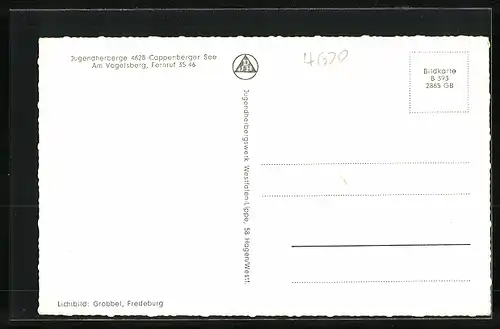 Jugendherberge 4628 Cappenberger See
Am Vogelsberg, Fernruf 35 46
4670
Bildkarte
B 393
2865 GB
Jugendherbergswerk Westfalen-Lippe, 58 Hagen/Westf.
Lichtbild: Grobbel, Fredeburg